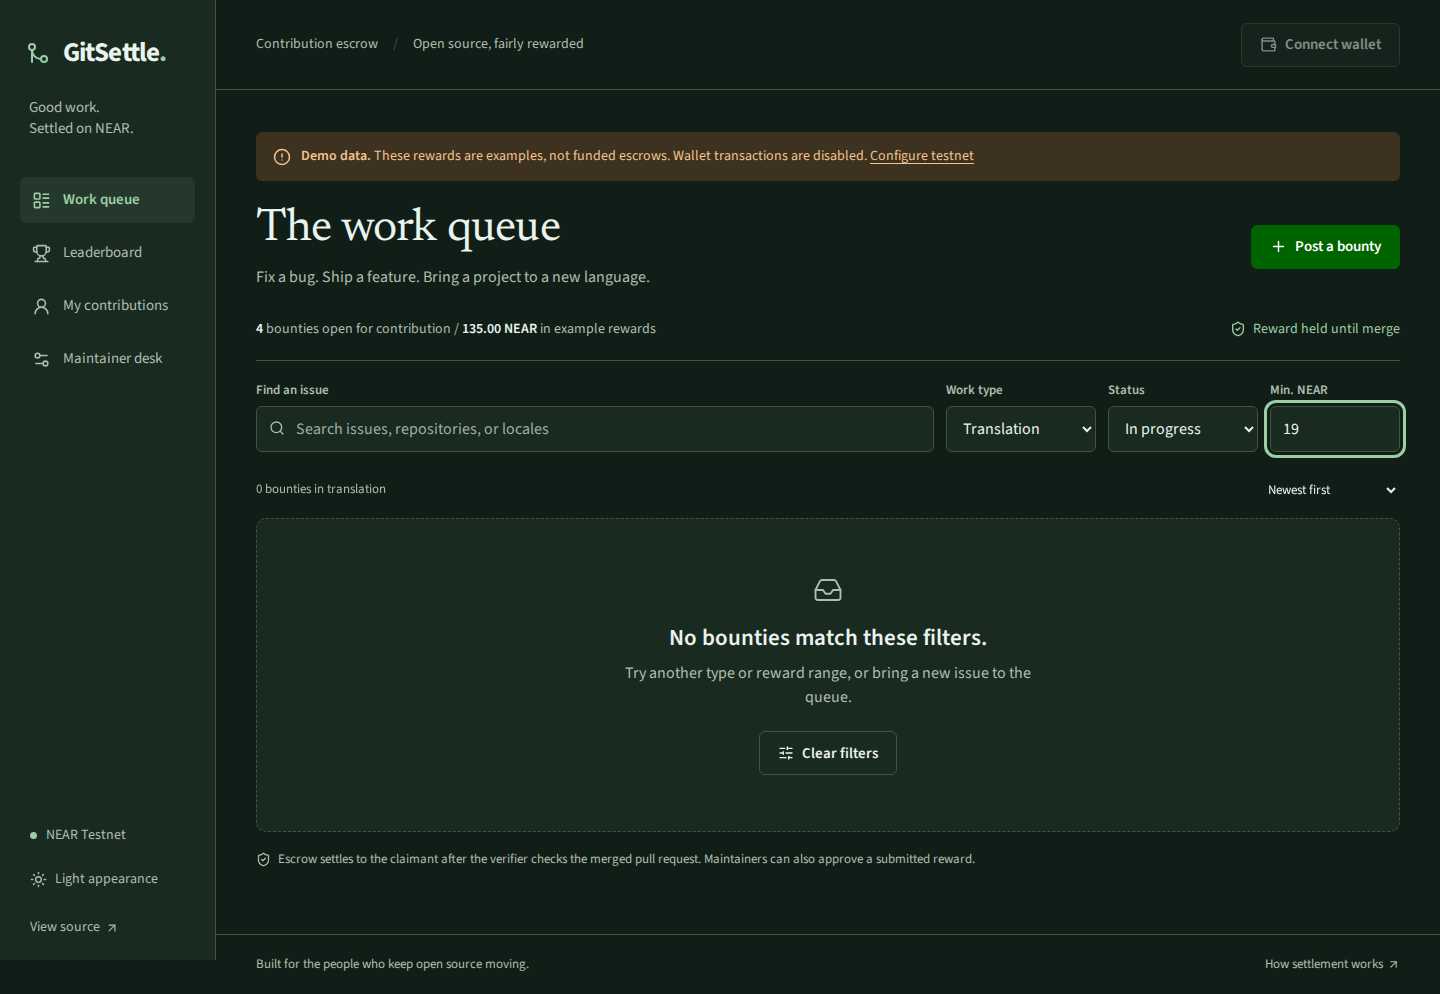 GitSettle.
Good work.
Settled on NEAR.
Work queue
Leaderboard
My contributions
Maintainer desk
NEAR Testnet
Light appearance
View source
Contribution escrow / Open source, fairly rewarded
Connect wallet
Demo data. These rewards are examples, not funded escrows. Wallet transactions are disabled. Configure testnet
The work queue
Fix a bug. Ship a feature. Bring a project to a new language.
Post a bounty
4 bounties open for contribution / 135.00 NEAR in example rewards
Reward held until merge
Find an issue
Work type
Status
Min. NEAR
Search issues, repositories, or locales
Translation
In progress
19
0 bounties in translation
Newest first
No bounties match these filters.
Try another type or reward range, or bring a new issue to the
queue.
Clear filters
Escrow settles to the claimant after the verifier checks the merged pull request. Maintainers can also approve a submitted reward.
Built for the people who keep open source moving.
How settlement works